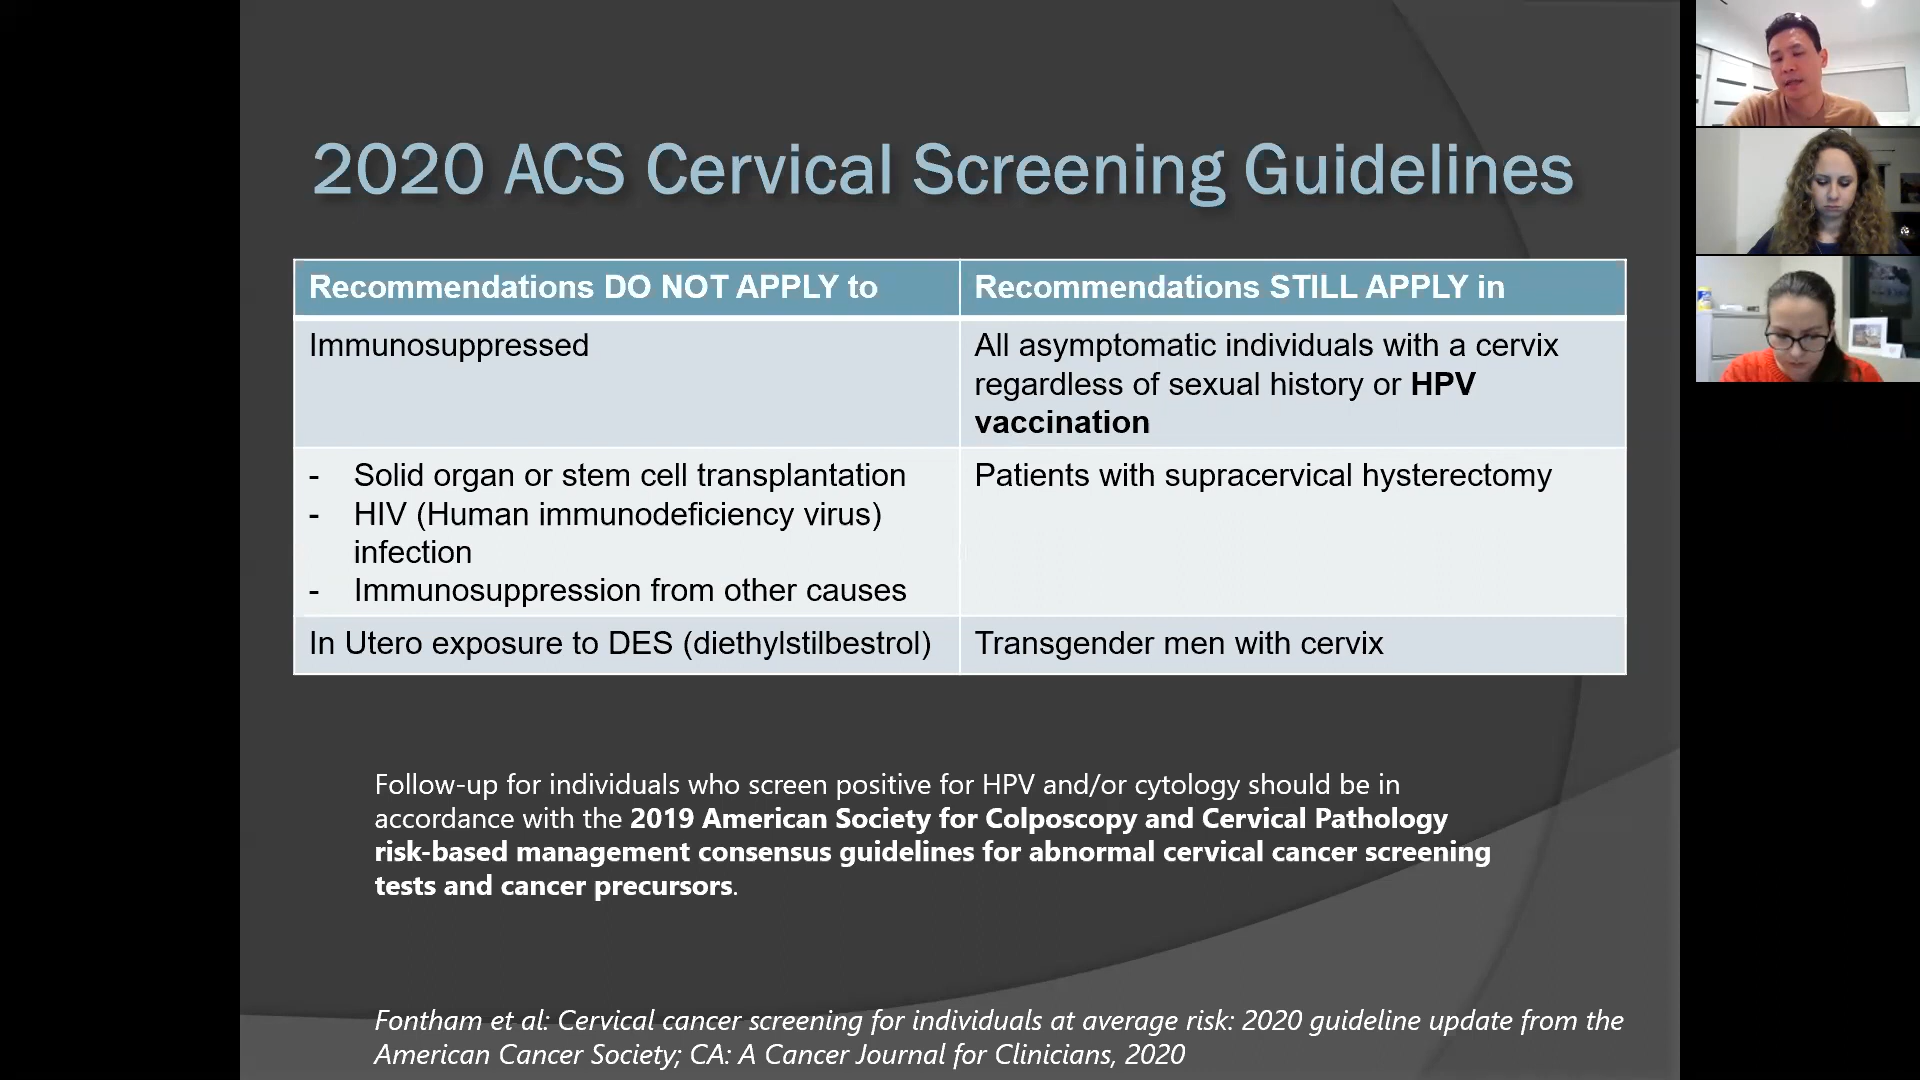 2020 ACS Cervical Screening Guidelines
Recommendations DO NOT APPLY to
Recommendations STILL APPLY in
Immunosuppressed
All asymptomatic individuals with a cervix
regardless of sexual history or HPV
vaccination
- Solid organ or stem cell transplantation
- HIV (Human immunodeficiency virus)
infection
- Immunosuppression from other causes
Patients with supracervical hysterectomy
In Utero exposure to DES (diethylstilbestrol)
Transgender men with cervix
Follow-up for individuals who screen positive for HPV and/or cytology should be in
accordance with the 2019 American Society for Colposcopy and Cervical Pathology
risk-based management consensus guidelines for abnormal cervical cancer screening
tests and cancer precursors.
Fontham et al: Cervical cancer screening for individuals at average risk: 2020 guideline update from the
American Cancer Society; CA: A Cancer Journal for Clinicians, 2020